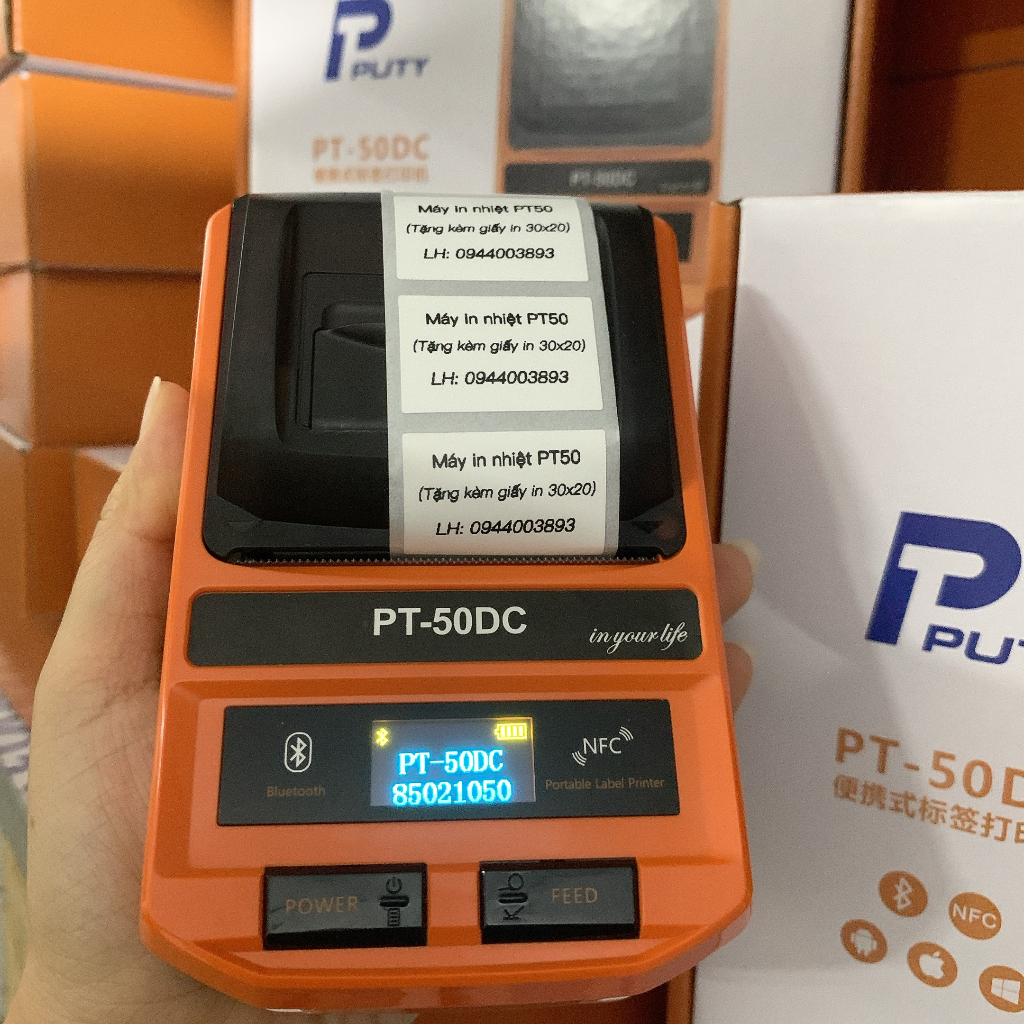 PUTY
PT-50DC
PT-50DC
Máy in nhiệt PT50
(Tặng kèm giấy in 30x20)
LH: 0944003893
Máy in nhiệt PT50
(Tặng kèm giấy in 30x20)
LH: 0944003893
Máy in nhiệt PT50
(Tặng kèm giấy in 30x20)
LH: 0944003893
PT-50DC
in your life
Bluetooth
PT-50DC
85021050
NFC
Portable Label Printer
POWER
FEED
PUT
PT-50D
便携式标签打印
NFC